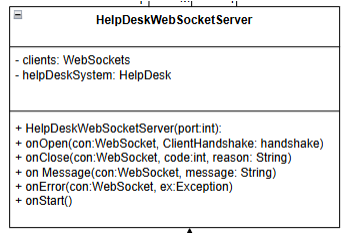 HelpDeskWebSocketServer
- clients: WebSockets
- helpDeskSystem: HelpDesk
+ HelpDeskWebSocketServer(port:int):
+ onOpen(con:WebSocket, ClientHandshake: handshake)
+ onClose(con:WebSocket, code:int, reason: String)
+ on Message(con:WebSocket, message: String)
+ onError(con:WebSocket, ex:Exception)
+ onStart()